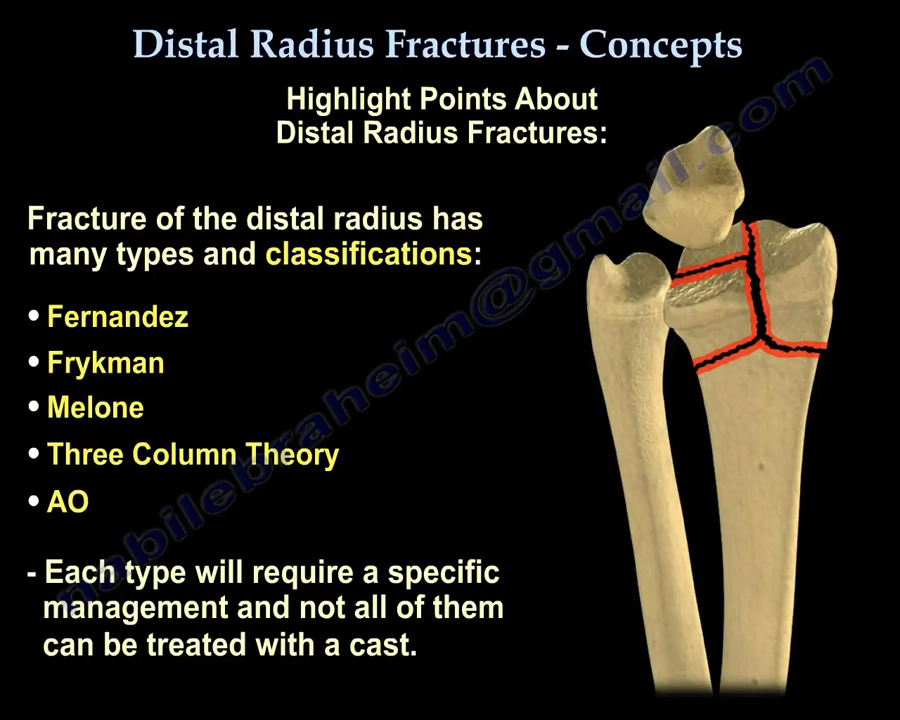 Distal Radius Fractures - Concepts
Highlight Points About
Distal Radius Fractures:
Fracture of the distal radius has
many types and classifications:
• Fernandez
• Frykman
• Melone
• Three Column Theory
• AO
- Each type will require a specific
management and not all of them
can be treated with a cast.
nabilebraheim@gmail.com